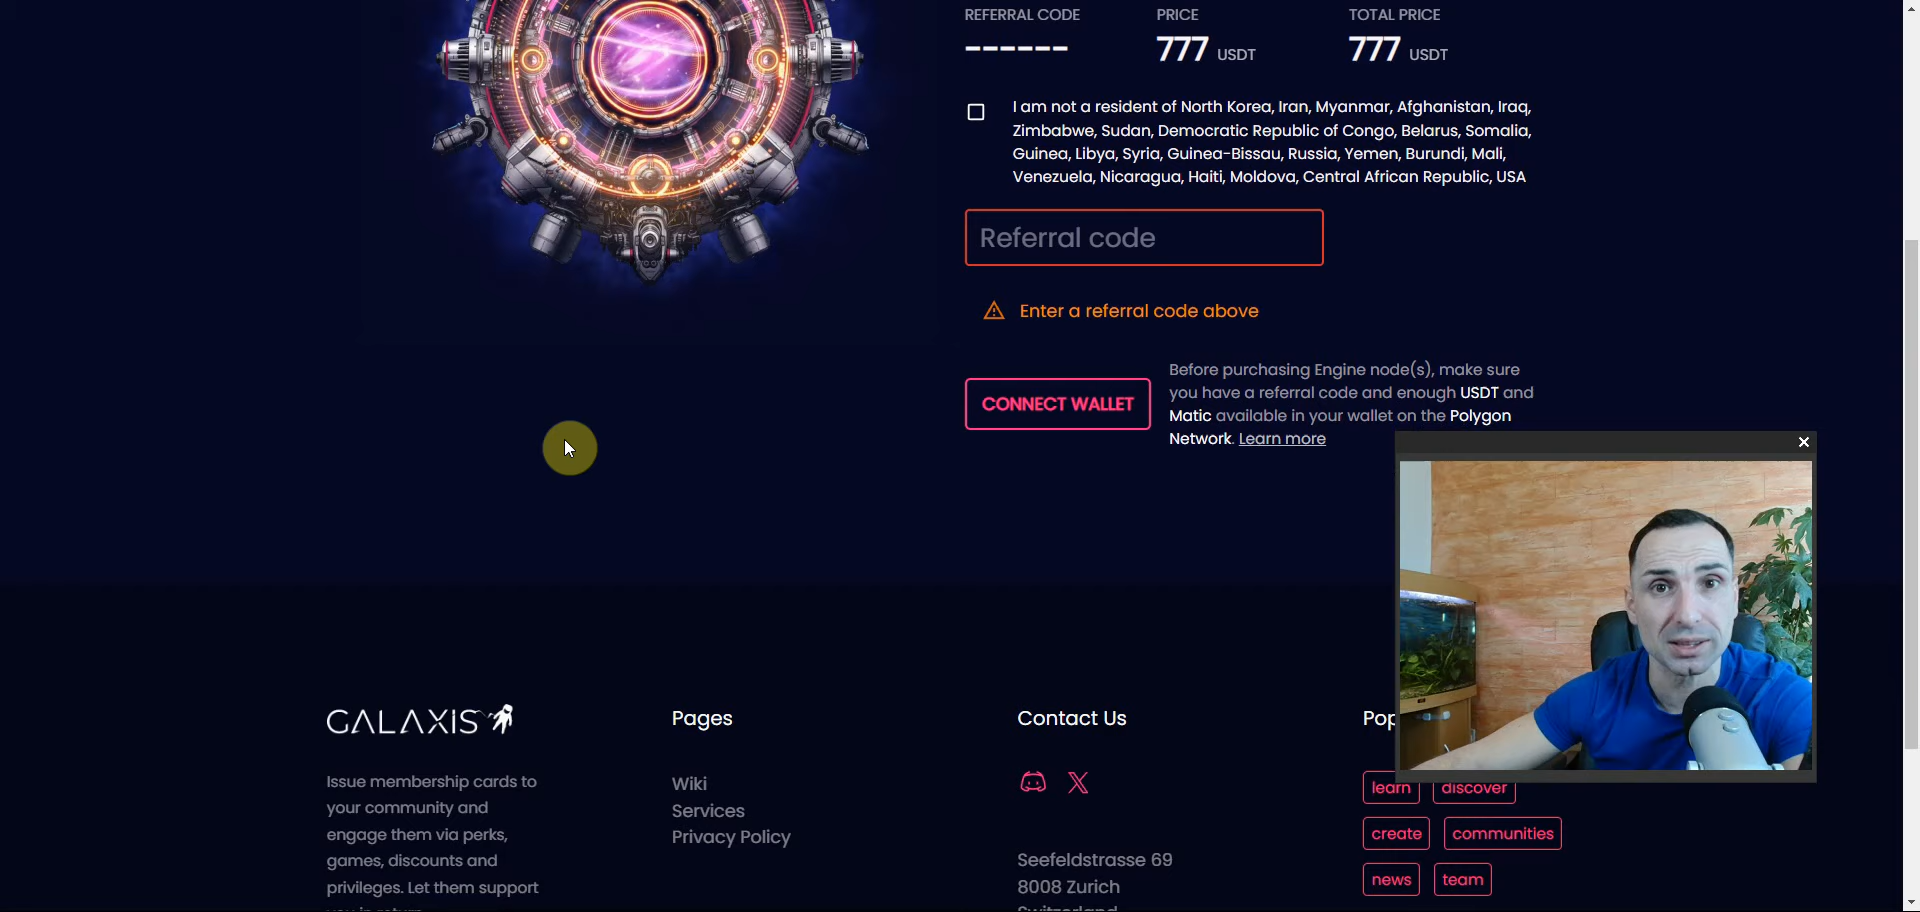 REFERRAL CODE
PRICE
TOTAL PRICE
------
777 USDT
777 USDT
I am not a resident of North Korea, Iran, Myanmar, Afghanistan, Iraq,
Zimbabwe, Sudan, Democratic Republic of Congo, Belarus, Somalia,
Guinea, Libya, Syria, Guinea-Bissau, Russia, Yemen, Burundi, Mali,
Venezuela, Nicaragua, Haiti, Moldova, Central African Republic, USA
Referral code
Enter a referral code above
CONNECT WALLET
Before purchasing Engine node(s), make sure
you have a referral code and enough USDT and
Matic available in your wallet on the Polygon
Network. Learn more
GALAXIS
Issue membership cards to
your community and
engage them via perks,
games, discounts and
privileges. Let them support
Pages
Wiki
Services
Privacy Policy
Contact Us
Seefeldstrasse 69
8008 Zurich
Switzerland
Pop
learn
discover
create
communities
news
team